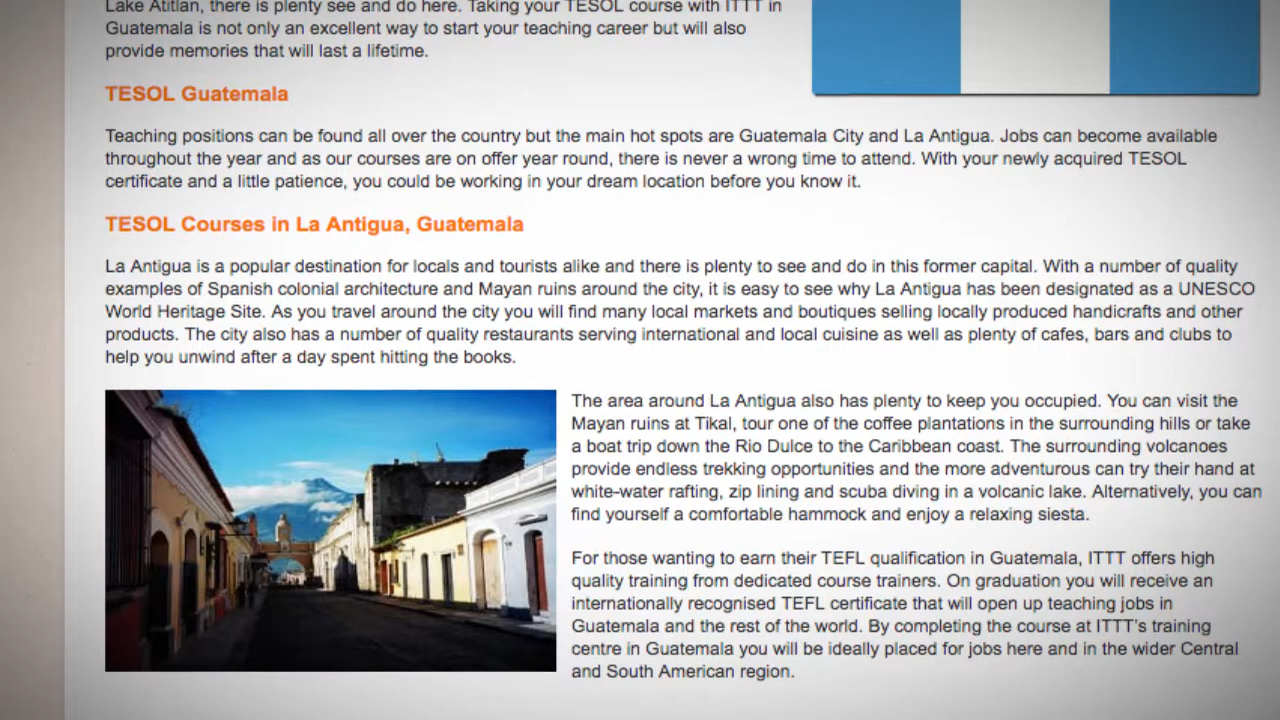 Lake Atitlan, there is plenty see and do here. Taking your TESOL course with ITTT in
Guatemala is not only an excellent way to start your teaching career but will also
provide memories that will last a lifetime.
TESOL Guatemala
Teaching positions can be found all over the country but the main hot spots are Guatemala City and La Antigua. Jobs can become available
throughout the year and as our courses are on offer year round, there is never a wrong time to attend. With your newly acquired TESOL
certificate and a little patience, you could be working in your dream location before you know it.
TESOL Courses in La Antigua, Guatemala
La Antigua is a popular destination for locals and tourists alike and there is plenty to see and do in this former capital. With a number of quality
examples of Spanish colonial architecture and Mayan ruins around the city, it is easy to see why La Antigua has been designated as a UNESCO
World Heritage Site. As you travel around the city you will find many local markets and boutiques selling locally produced handicrafts and other
products. The city also has a number of quality restaurants serving international and local cuisine as well as plenty of cafes, bars and clubs to
help you unwind after a day spent hitting the books.
The area around La Antigua also has plenty to keep you occupied. You can visit the
Mayan ruins at Tikal, tour one of the coffee plantations in the surrounding hills or take
a boat trip down the Rio Dulce to the Caribbean coast. The surrounding volcanoes
provide endless trekking opportunities and the more adventurous can try their hand at
white-water rafting, zip lining and scuba diving in a volcanic lake. Alternatively, you can
find yourself a comfortable hammock and enjoy a relaxing siesta.
For those wanting to earn their TEFL qualification in Guatemala, ITTT offers high
quality training from dedicated course trainers. On graduation you will receive an
internationally recognised TEFL certificate that will open up teaching jobs in
Guatemala and the rest of the world. By completing the course at ITTT's training
centre in Guatemala you will be ideally placed for jobs here and in the wider Central
and South American region.